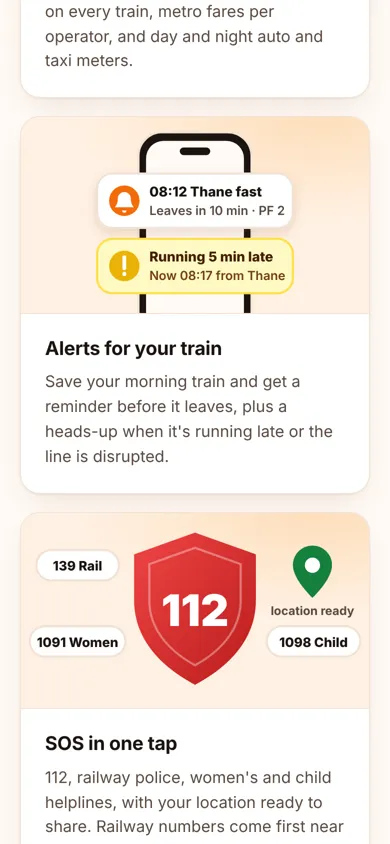 on every train, metro fares per
operator, and day and night auto and
taxi meters.
08:12 Thane fast
Leaves in 10 min · PF 2
Running 5 min late
Now 08:17 from Thane
Alerts for your train
Save your morning train and get a
reminder before it leaves, plus a
heads-up when it's running late or the
line is disrupted.
139 Rail
112
location ready
1091 Women
1098 Child
SOS in one tap
112, railway police, women's and child
helplines, with your location ready to
share. Railway numbers come first near